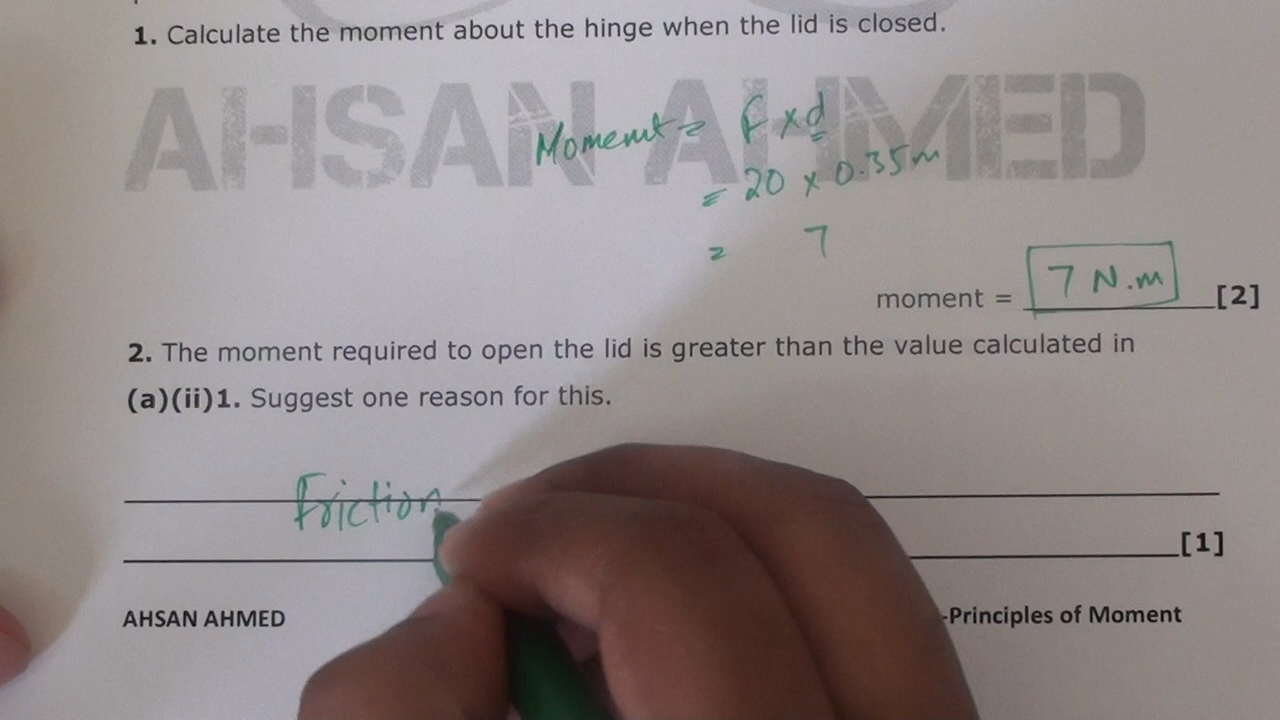 1. Calculate the moment about the hinge when the lid is closed.
AHSAN AHMED
Moment = F x d
= 20 x 0.35m
= 7
moment = 7 N.m [2]
2. The moment required to open the lid is greater than the value calculated in
(a)(ii)1. Suggest one reason for this.
Friction
[1]
AHSAN AHMED -Principles of Moment